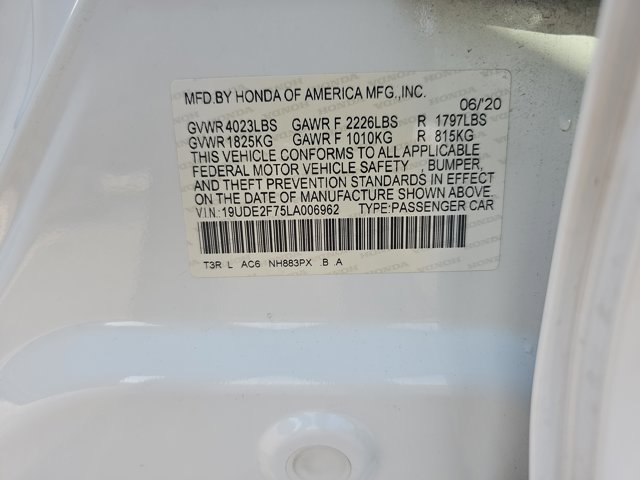 MFD.BY HONDA OF AMERICA MFG.,INC.
06/'20
GVWR 4023LBS GAWR F 2226LBS R 1797LBS
GVWR 1825KG GAWR F 1010KG R 815KG
THIS VEHICLE CONFORMS TO ALL APPLICABLE
FEDERAL MOTOR VEHICLE SAFETY , BUMPER,
AND THEFT PREVENTION STANDARDS IN EFFECT
ON THE DATE OF MANUFACTURE SHOWN ABOVE.
V.I.N:19UDE2F75LA006962 TYPE:PASSENGER CAR
T3R L AC6 NH883PX .B .A